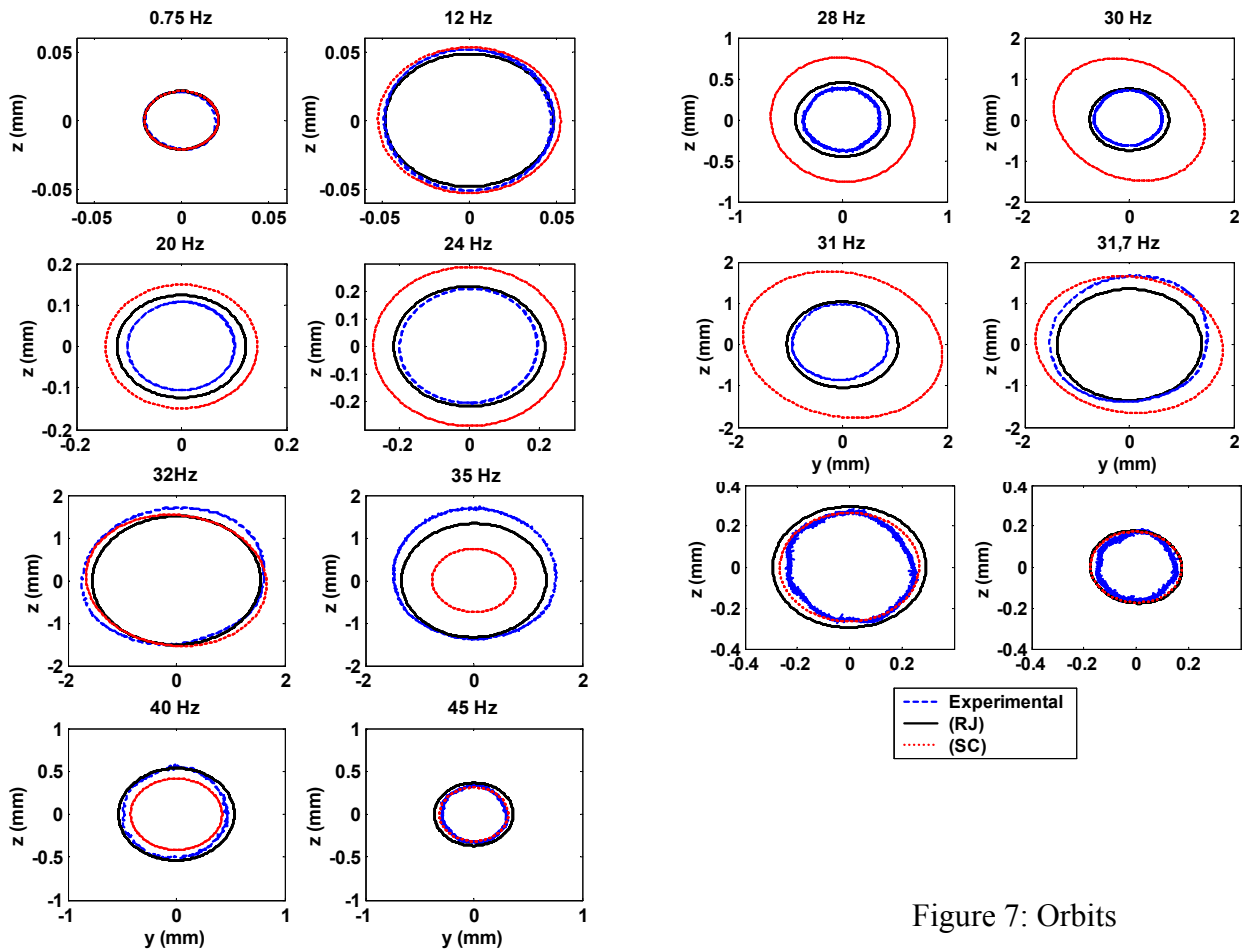 0.75 Hz
z (mm)
0.05
0
-0.05
-0.05 0 0.05
12 Hz
z (mm)
0.05
0
-0.05
-0.05 0 0.05
28 Hz
z (mm)
1
0.5
0
-0.5
-1
-1 0 1
30 Hz
z (mm)
2
1
0
-1
-2
-2 0 2
20 Hz
z (mm)
0.2
0.1
0
-0.1
-0.2
-0.2 0 0.2
24 Hz
z (mm)
0.2
0.1
0
-0.1
-0.2
-0.2 0 0.2
31 Hz
z (mm)
2
1
0
-1
-2
-2 0 2
y (mm)
31,7 Hz
z (mm)
2
1
0
-1
-2
-2 0 2
y (mm)
32Hz
z (mm)
2
1
0
-1
-2
-2 0 2
35 Hz
z (mm)
2
1
0
-1
-2
-2 0 2
z (mm)
0.4
0.2
0
-0.2
-0.4
-0.4 -0.2 0 0.2
z (mm)
0.4
0.2
0
-0.2
-0.4
-0.4 -0.2 0 0.2
40 Hz
z (mm)
1
0.5
0
-0.5
-1
-1 0 1
y (mm)
45 Hz
z (mm)
1
0.5
0
-0.5
-1
-1 0 1
y (mm)
Experimental
(RJ)
(SC)
Figure 7: Orbits